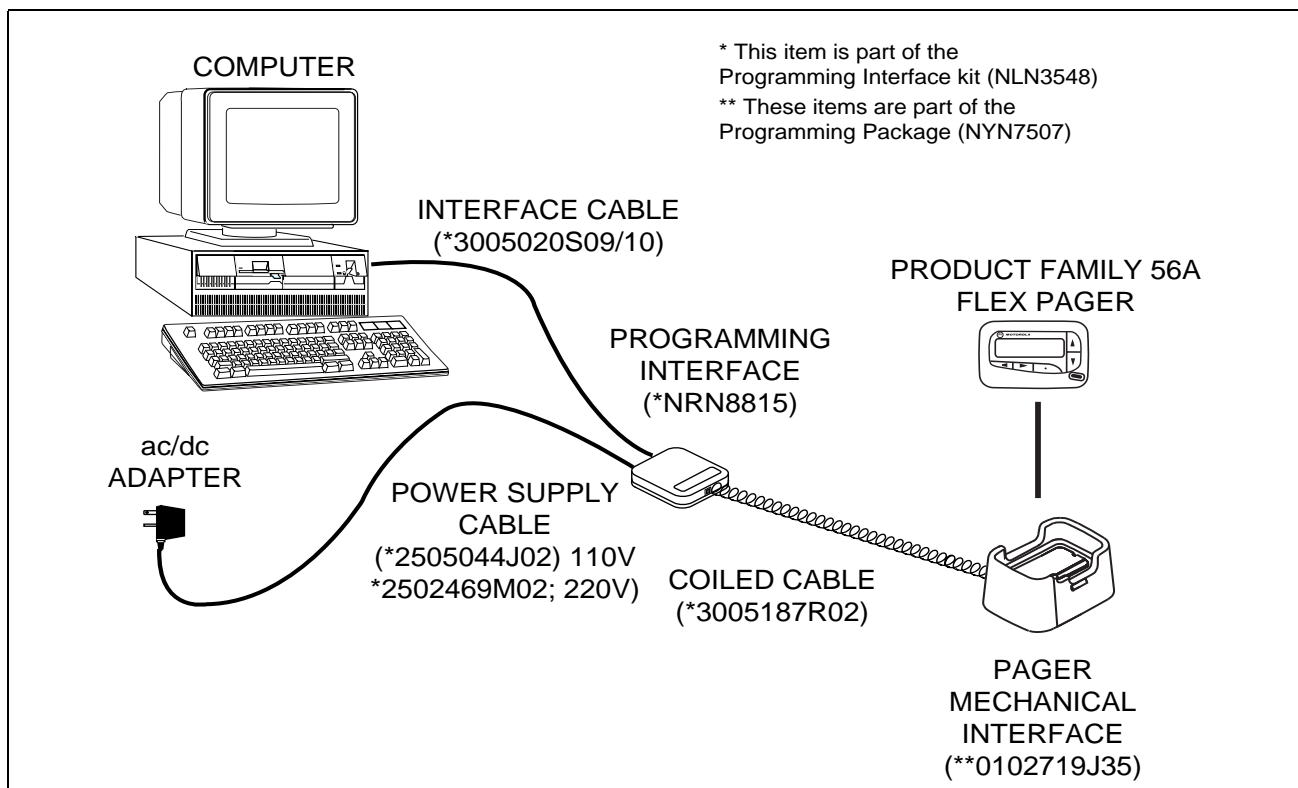 COMPUTER
* This item is part of the
Programming Interface kit (NLN3548)
** These items are part of the
Programming Package (NYN7507)
INTERFACE CABLE
(*3005020S09/10)
PRODUCT FAMILY 56A
FLEX PAGER
MOTOROLA
PROGRAMMING
INTERFACE
(*NRN8815)
ac/dc
ADAPTER
POWER SUPPLY
CABLE
(*2505044J02) 110V
*2502469M02; 220V)
COILED CABLE
(*3005187R02)
PAGER
MECHANICAL
INTERFACE
(**0102719J35)